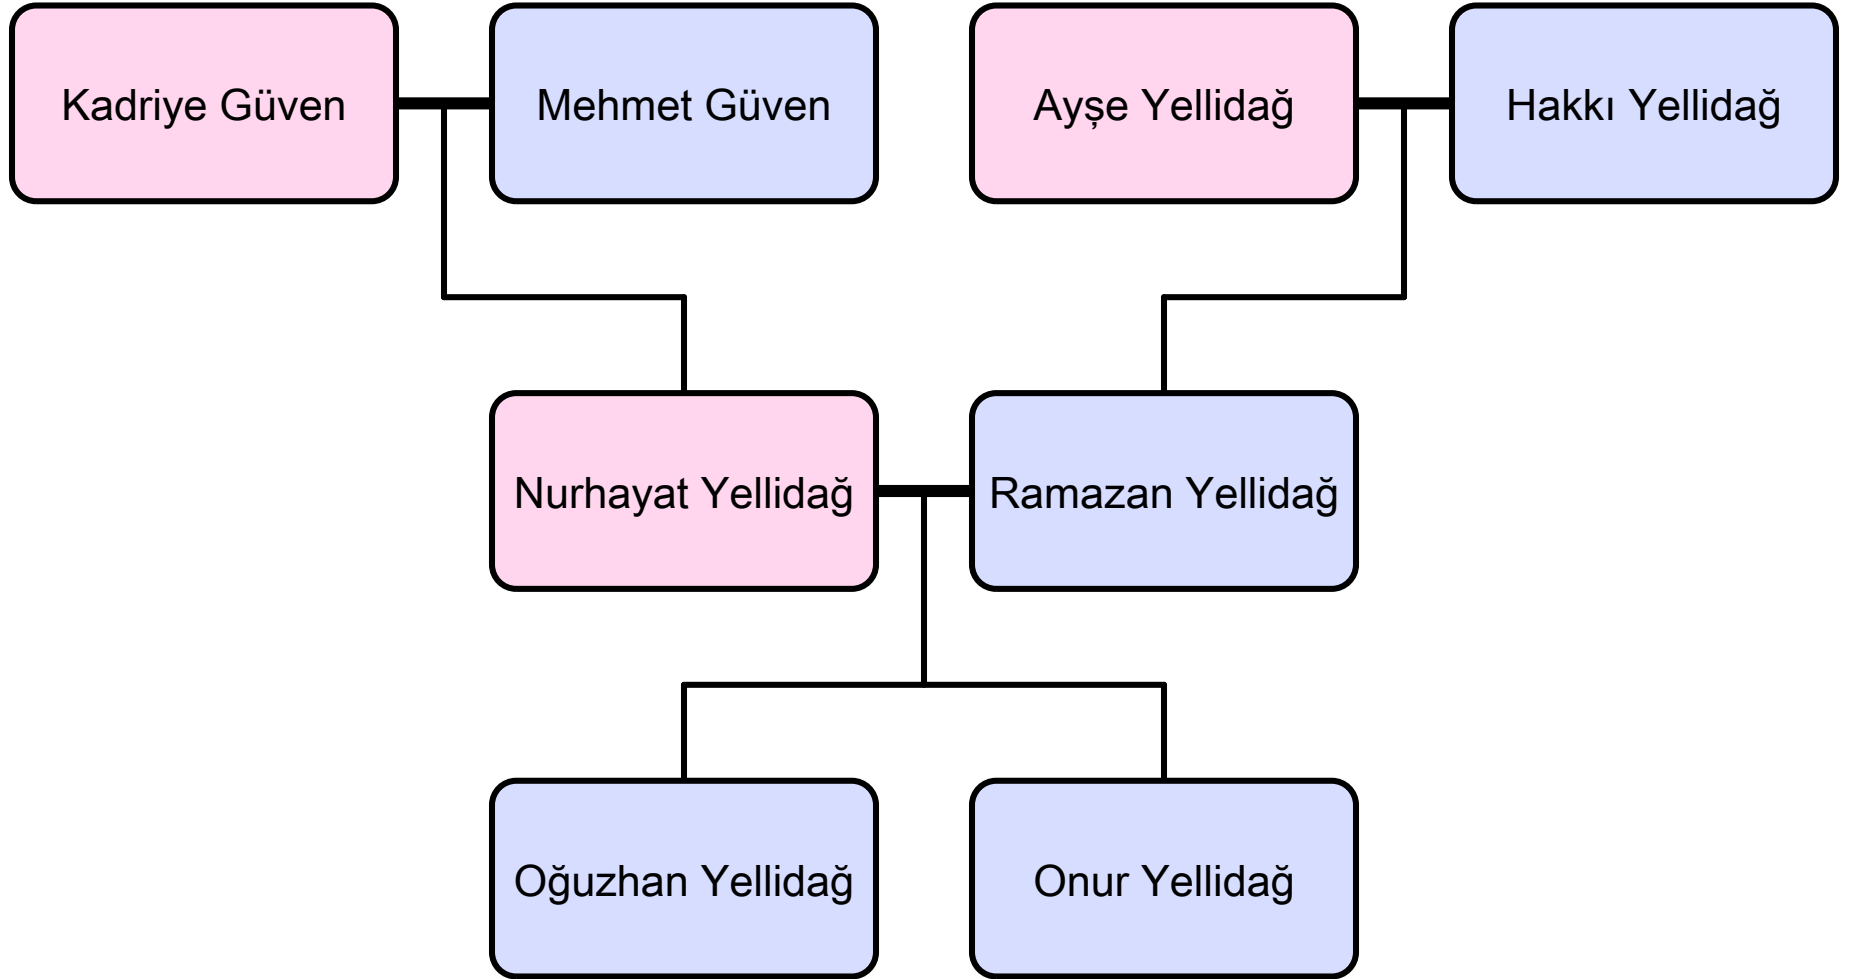 Kadriye Güven
Mehmet Güven
Ayşe Yellidağ
Hakkı Yellidağ
Nurhayat Yellidağ
Ramazan Yellidağ
Oğuzhan Yellidağ
Onur Yellidağ